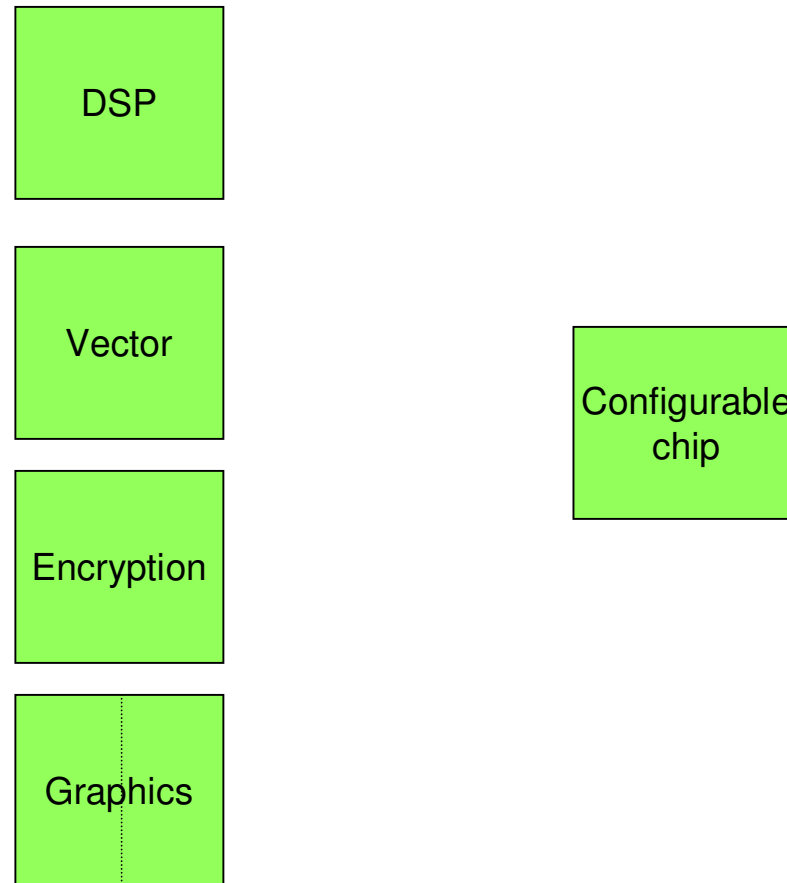 DSP
Vector
Encryption
Graphics
Configurable
chip